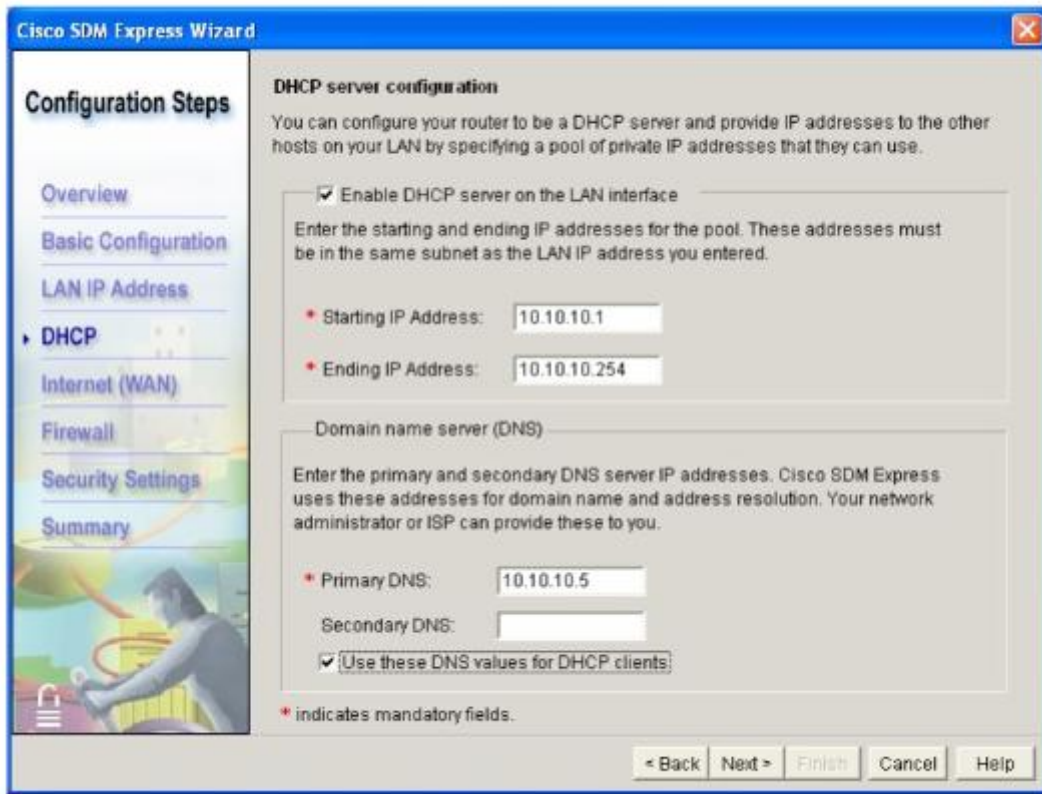 Cisco SDM Express Wizard
Configuration Steps
Overview
Basic Configuration
LAN IP Address
DHCP
Internet (WAN)
Firewall
Security Settings
Summary
DHCP server configuration
You can configure your router to be a DHCP server and provide IP addresses to the other
hosts on your LAN by specifying a pool of private IP addresses that they can use.
Enable DHCP server on the LAN interface
Enter the starting and ending IP addresses for the pool. These addresses must
be in the same subnet as the LAN IP address you entered.
* Starting IP Address: 10.10.10.1
* Ending IP Address: 10.10.10.254
Domain name server (DNS)
Enter the primary and secondary DNS server IP addresses. Cisco SDM Express
uses these addresses for domain name and address resolution. Your network
administrator or ISP can provide these to you.
* Primary DNS: 10.10.10.5
Secondary DNS:
Use these DNS values for DHCP clients
* indicates mandatory fields.
< Back Next > Finish Cancel Help